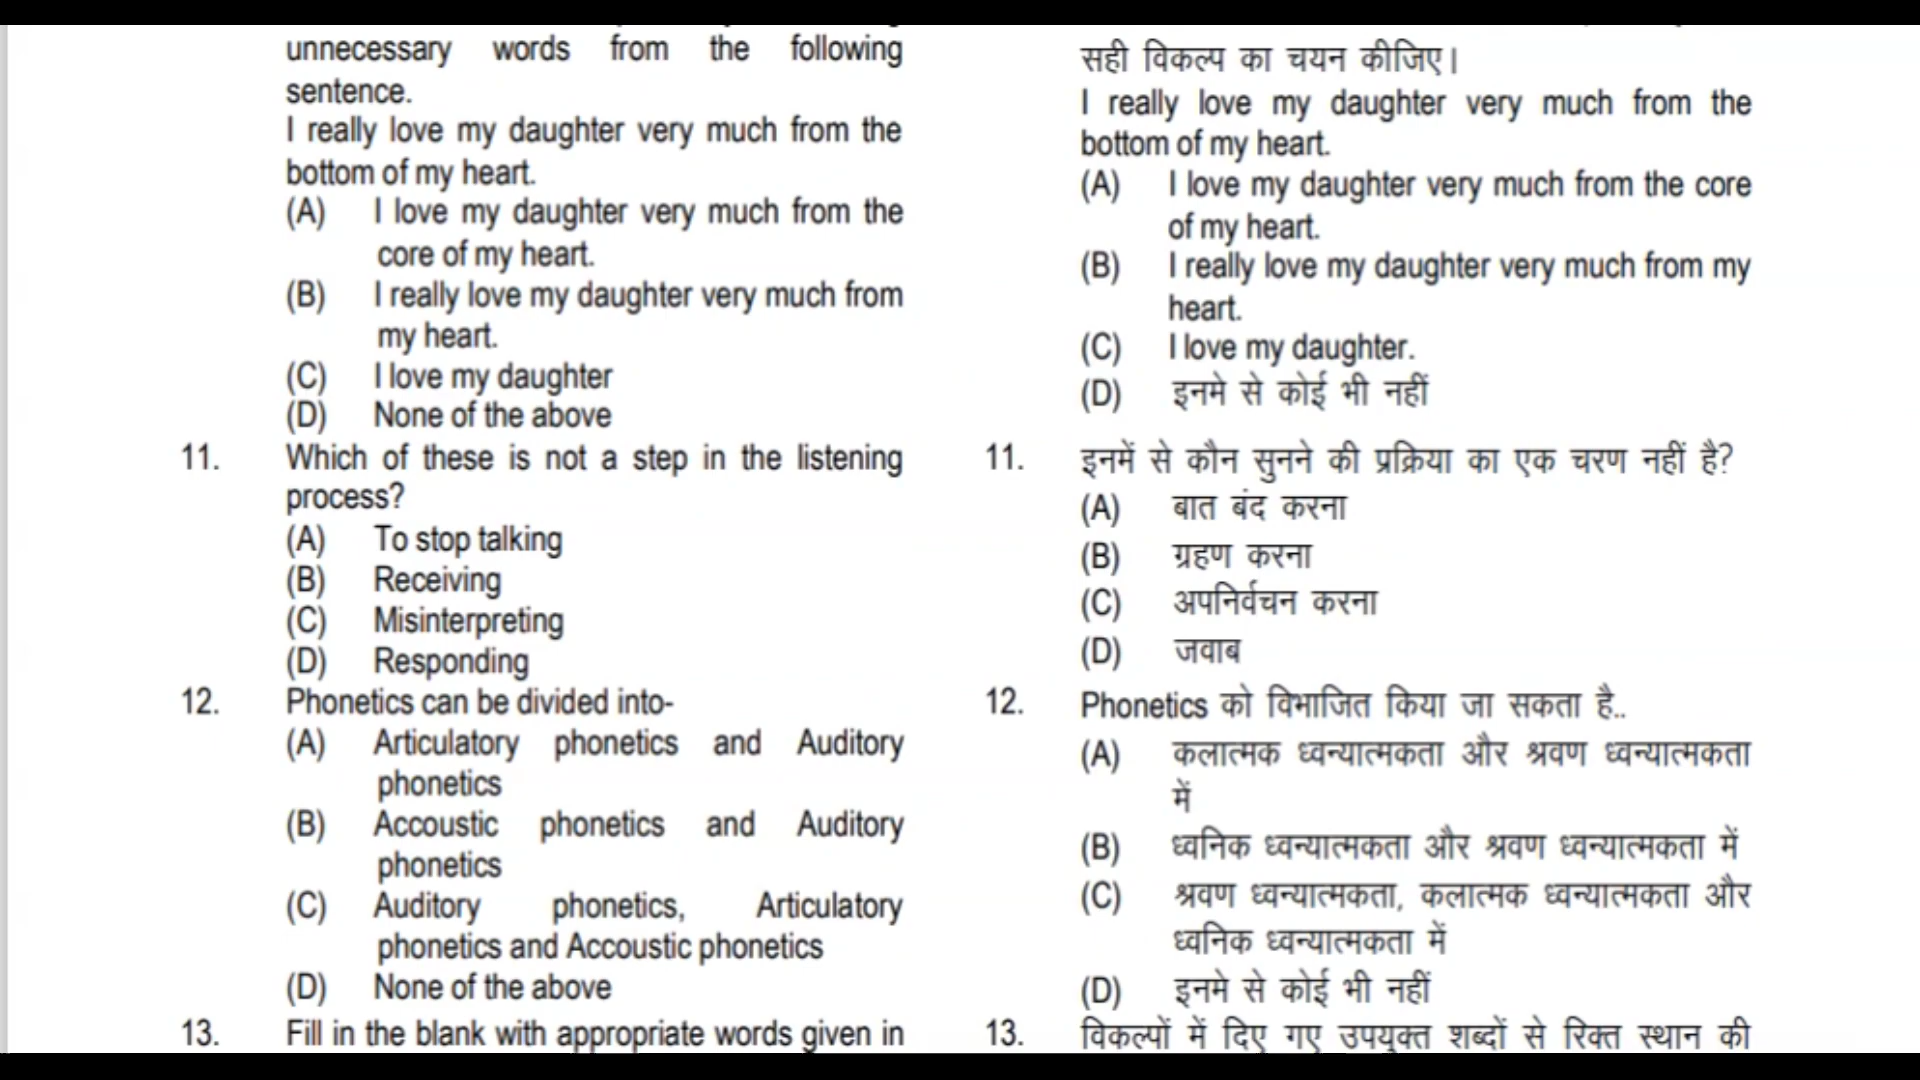 unnecessary words from the following
sentence.
I really love my daughter very much from the
bottom of my heart.
(A) I love my daughter very much from the
core of my heart.
(B) I really love my daughter very much from
my heart.
(C) I love my daughter
(D) None of the above
11. Which of these is not a step in the listening
process?
(A) To stop talking
(B) Receiving
(C) Misinterpreting
(D) Responding
12. Phonetics can be divided into-
(A) Articulatory phonetics and Auditory
phonetics
(B) Accoustic phonetics and Auditory
phonetics
(C) Auditory phonetics, Articulatory
phonetics and Accoustic phonetics
(D) None of the above
13. Fill in the blank with appropriate words given in
सही विकल्प का चयन कीजिए।
I really love my daughter very much from the
bottom of my heart.
(A) I love my daughter very much from the core
of my heart.
(B) I really love my daughter very much from my
heart.
(C) I love my daughter.
(D) इनमे से कोई भी नहीं
11. इनमें से कौन सुनने की प्रक्रिया का एक चरण नहीं है?
(A) बात बंद करना
(B) ग्रहण करना
(C) अपनिर्वचन करना
(D) जवाब
12. Phonetics को विभाजित किया जा सकता है..
(A) कलात्मक ध्वन्यात्मकता और श्रवण ध्वन्यात्मकता
में
(B) ध्वनिक ध्वन्यात्मकता और श्रवण ध्वन्यात्मकता में
(C) श्रवण ध्वन्यात्मकता, कलात्मक ध्वन्यात्मकता और
ध्वनिक ध्वन्यात्मकता में
(D) इनमे से कोई भी नहीं
13. विकल्पों में दिए गए उपयुक्त शब्दों से रिक्त स्थान की